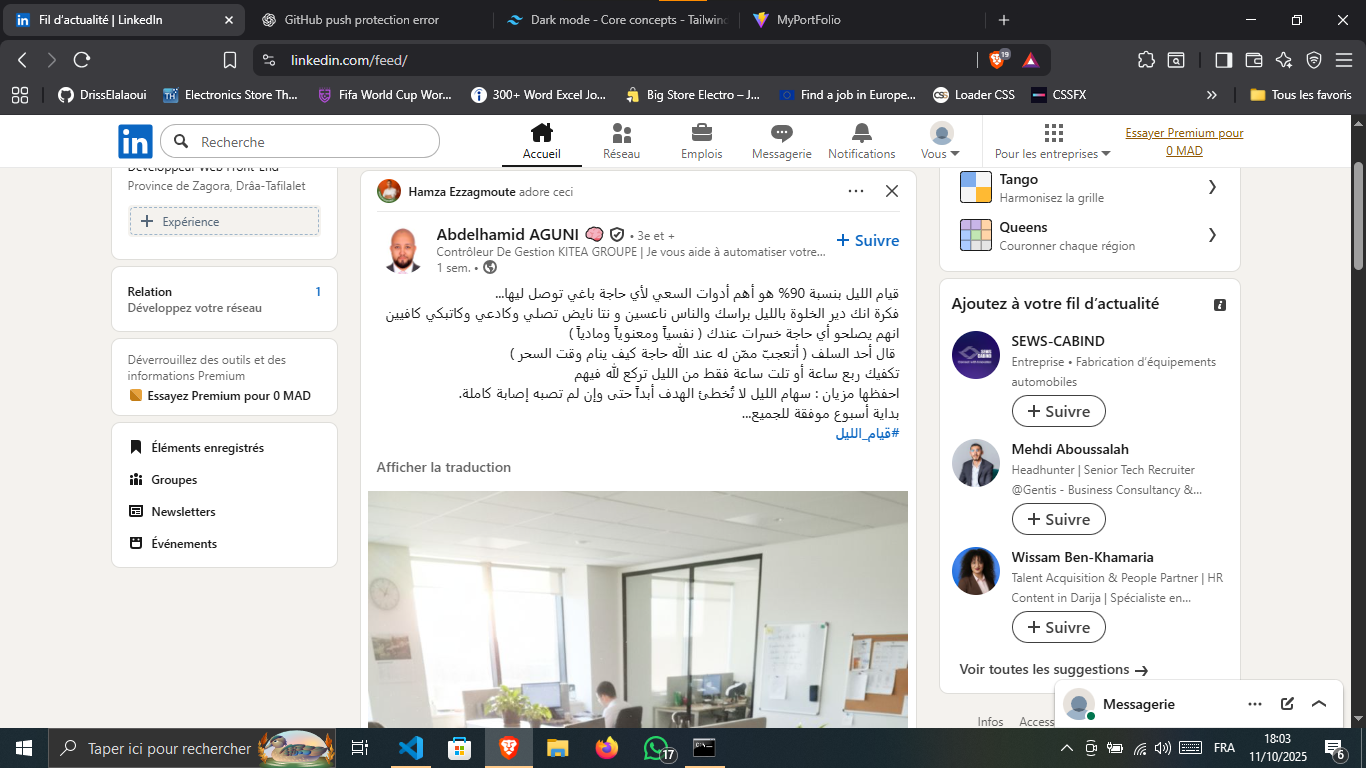 Fil d'actualité | LinkedIn
GitHub push protection error
Dark mode - Core concepts - Tailwin
MyPortFolio
linkedin.com/feed/
19
DrissElalaoui
Electronics Store Th...
Fifa World Cup Wor...
300+ Word Excel Jo...
Big Store Electro – J...
Find a job in Europe...
Loader CSS
CSSFX
Tous les favoris
in
Recherche
Accueil
Réseau
Emplois
Messagerie
Notifications
Vous
Pour les entreprises
Essayer Premium pour
0 MAD
Développeur Web Front-End
Province de Zagora, Drâa-Tafilalet
Expérience
Relation
1
Développez votre réseau
Déverrouillez des outils et des
informations Premium
Essayez Premium pour 0 MAD
Éléments enregistrés
Groupes
Newsletters
Événements
Hamza Ezzagmoute adore ceci
Abdelhamid AGUNI 🧠 • 3e et +
Contrôleur De Gestion KITEA GROUPE | Je vous aide à automatiser votre...
1 sem. •
+ Suivre
قيام الليل بنسبة 90% هو أهم أدوات السعي لأي حاجة باغي توصل ليها...
فكرة انك دير الخلوة بالليل براسك والناس ناعسين و نتا نايض تصلي وكادعي وكاتبكي كافيين
انهم يصلحو أي حاجة خسرات عندك ( نفسياً ومعنوياً ومادياً )
قال أحد السلف ( أتعجبّ ممّن له عند الله حاجة كيف ينام وقت السحر )
تكفيك ربع ساعة أو تلت ساعة فقط من الليل تركع لله فيهم
احفظها مزيان : سهام الليل لا تُخطئ الهدف أبداً حتى وإن لم تصبه إصابة كاملة.
بداية أسبوع موفقة للجميع...
#قيام_الليل
Afficher la traduction
Tango
Harmonisez la grille
Queens
Couronner chaque région
Ajoutez à votre fil d'actualité
SEWS-CABIND
Entreprise • Fabrication d'équipements
automobiles
+ Suivre
Mehdi Aboussalah
Headhunter | Senior Tech Recruiter
@Gentis - Business Consultancy &...
+ Suivre
Wissam Ben-Khamaria
Talent Acquisition & People Partner | HR
Content in Darija | Spécialiste en...
+ Suivre
Voir toutes les suggestions
Infos
Access
Messagerie
Taper ici pour rechercher
17
FRA
18:03
11/10/2025
6